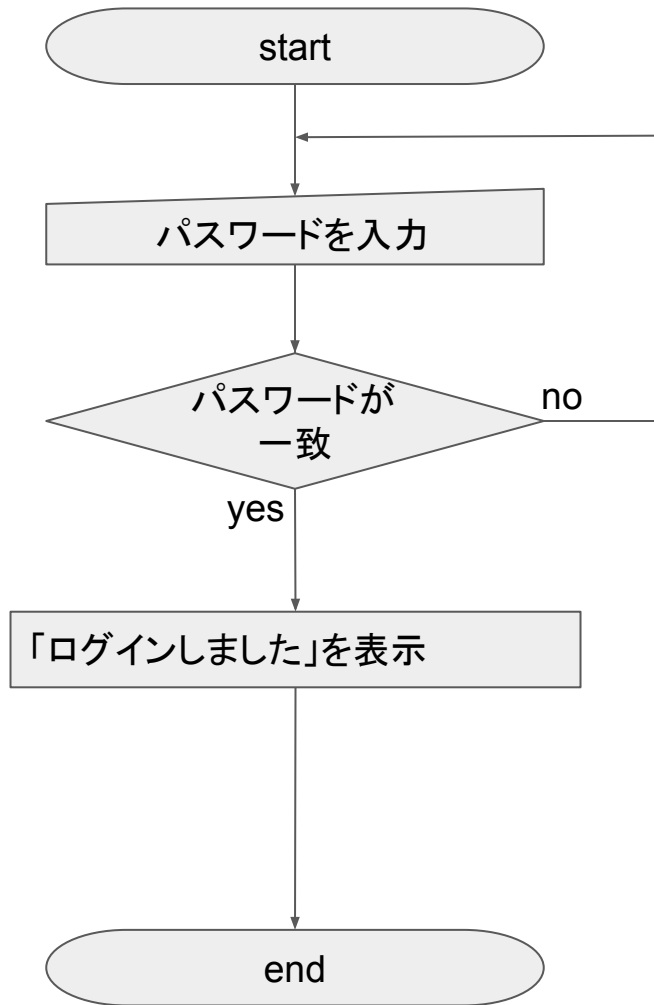 start
パスワードを入力
パスワードが
一致
no
yes
「ログインしました」を表示
end